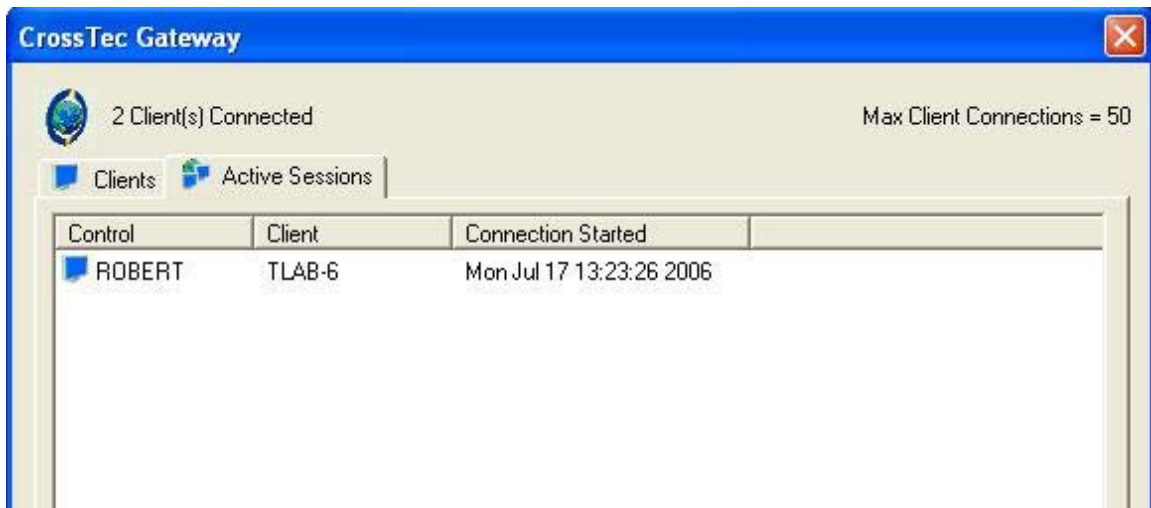 CrossTec Gateway
2 Client(s) Connected Max Client Connections = 50
Clients Active Sessions
Control Client Connection Started
ROBERT TLAB-6 Mon Jul 17 13:23:26 2006